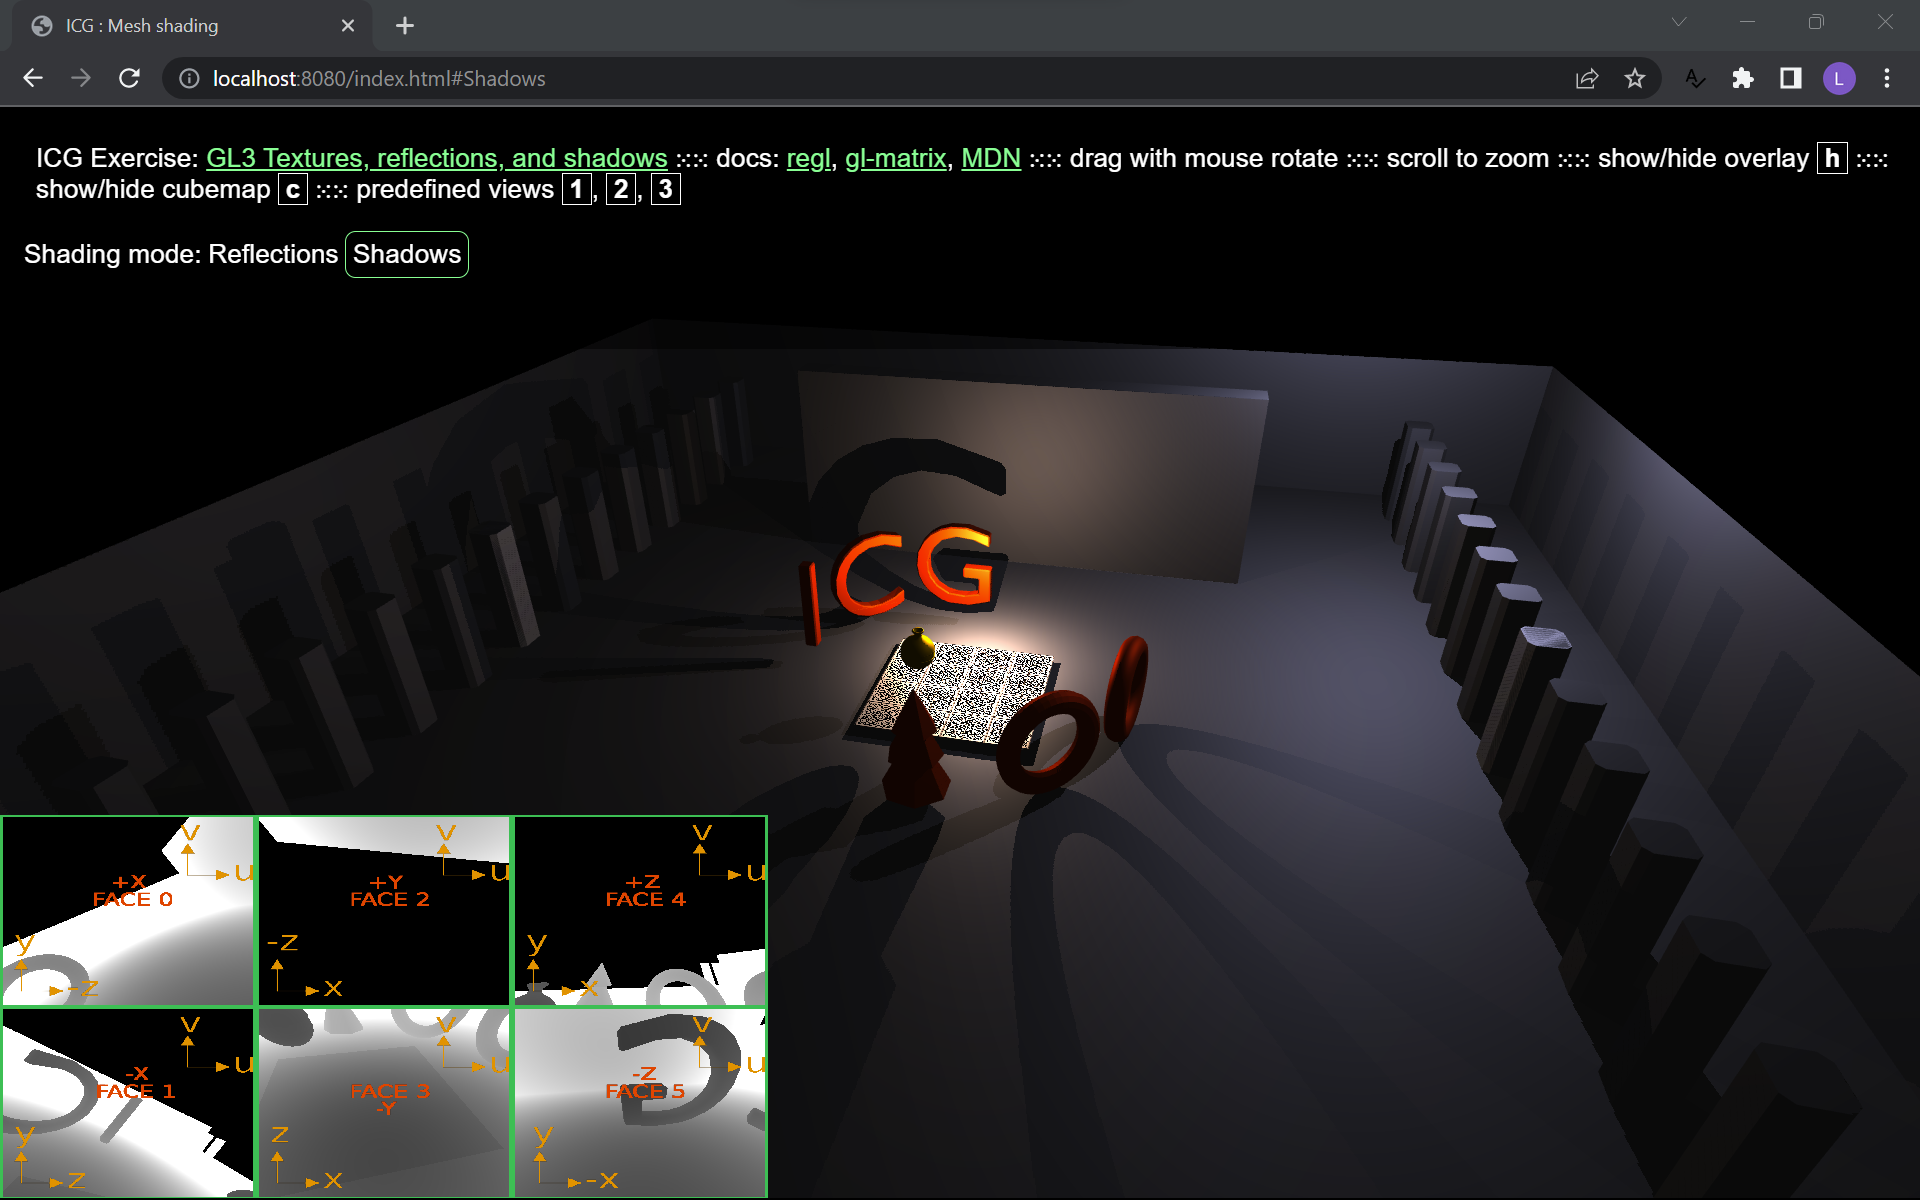 ICG : Mesh shading
localhost:8080/index.html#Shadows
L
ICG Exercise: GL3 Textures, reflections, and shadows ::::: docs: regl, gl-matrix, MDN ::::: drag with mouse rotate ::::: scroll to zoom ::::: show/hide overlay h :::::
show/hide cubemap c ::::: predefined views 1, 2, 3
Shading mode: Reflections Shadows
ICG
v
u
+X
FACE 0
y
-z
v
u
+Y
FACE 2
-z
x
v
u
+Z
FACE 4
y
x
v
u
-X
FACE 1
y
z
v
u
FACE 3
-Y
z
x
v
u
-Z
FACE 5
y
-x